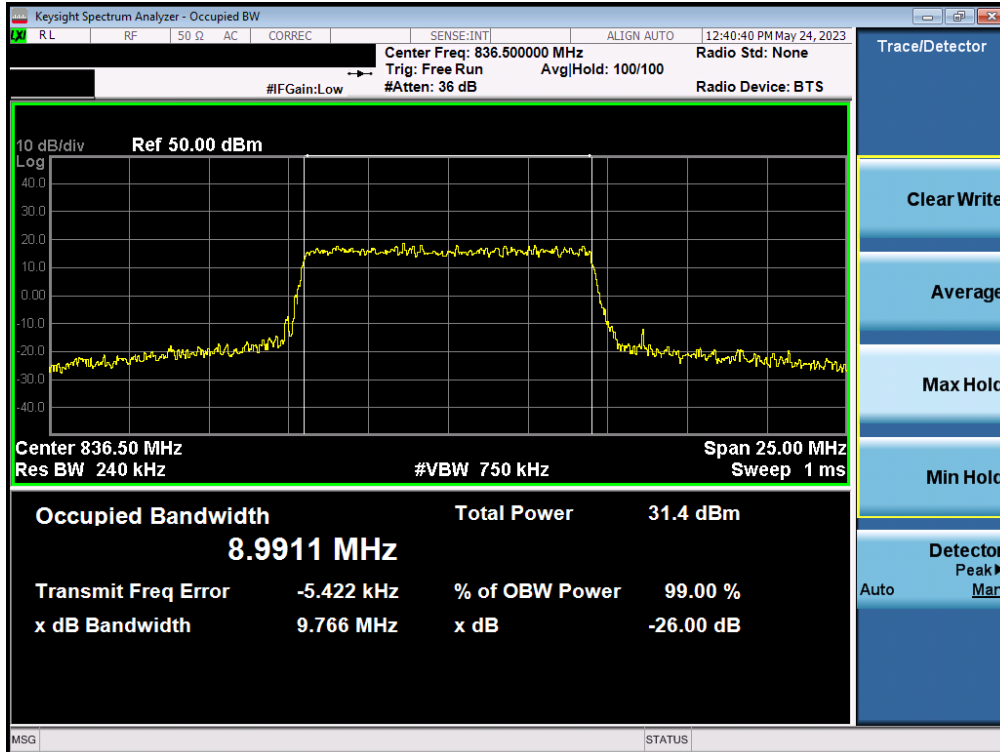 Keysight Spectrum Analyzer - Occupied BW
LXI RL RF 50 Ω AC CORREC SENSE:INT ALIGN AUTO 12:40:40 PM May 24, 2023
Center Freq: 836.500000 MHz Radio Std: None
Trig: Free Run Avg|Hold: 100/100
#IFGain:Low #Atten: 36 dB Radio Device: BTS
10 dB/div Ref 50.00 dBm
Log
40.0
30.0
20.0
10.0
0.00
-10.0
-20.0
-30.0
-40.0
Center 836.50 MHz Span 25.00 MHz
Res BW 240 kHz #VBW 750 kHz Sweep 1 ms
Occupied Bandwidth Total Power 31.4 dBm
8.9911 MHz
Transmit Freq Error -5.422 kHz % of OBW Power 99.00 %
x dB Bandwidth 9.766 MHz x dB -26.00 dB
MSG STATUS
Trace/Detector
Clear Write
Average
Max Hold
Min Hold
Detector
Peak
Auto Man